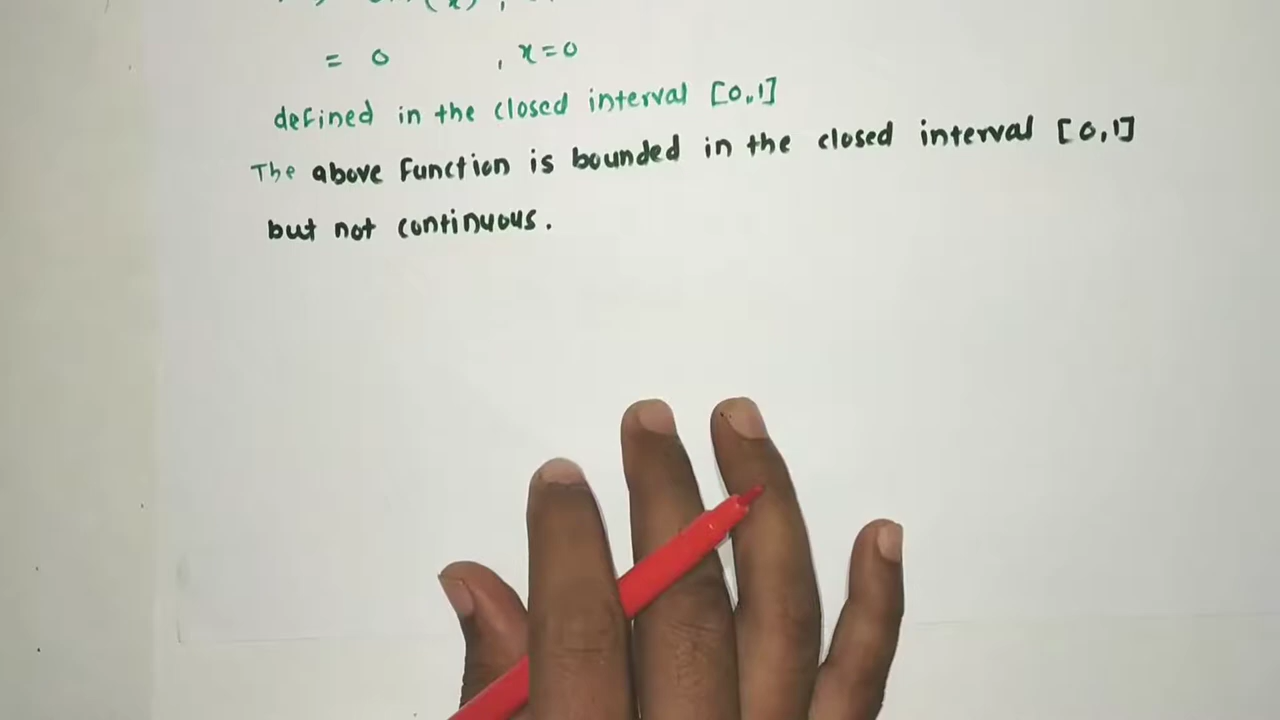 (x) ,
= 0 , x=0
defined in the closed interval [0,1]
The above function is bounded in the closed interval [0,1]
but not continuous.